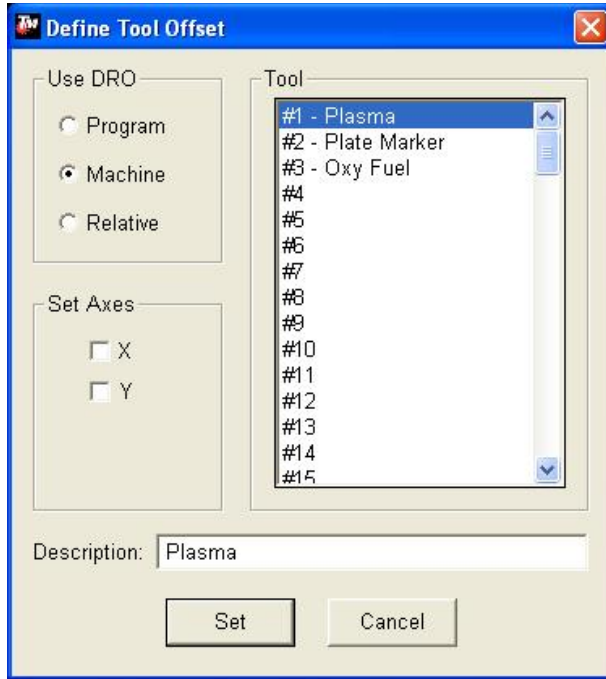 Define Tool Offset
Use DRO
Program
Machine
Relative
Set Axes
X
Y
Tool
#1 - Plasma
#2 - Plate Marker
#3 - Oxy Fuel
#4
#5
#6
#7
#8
#9
#10
#11
#12
#13
#14
#15
Description: Plasma
Set
Cancel